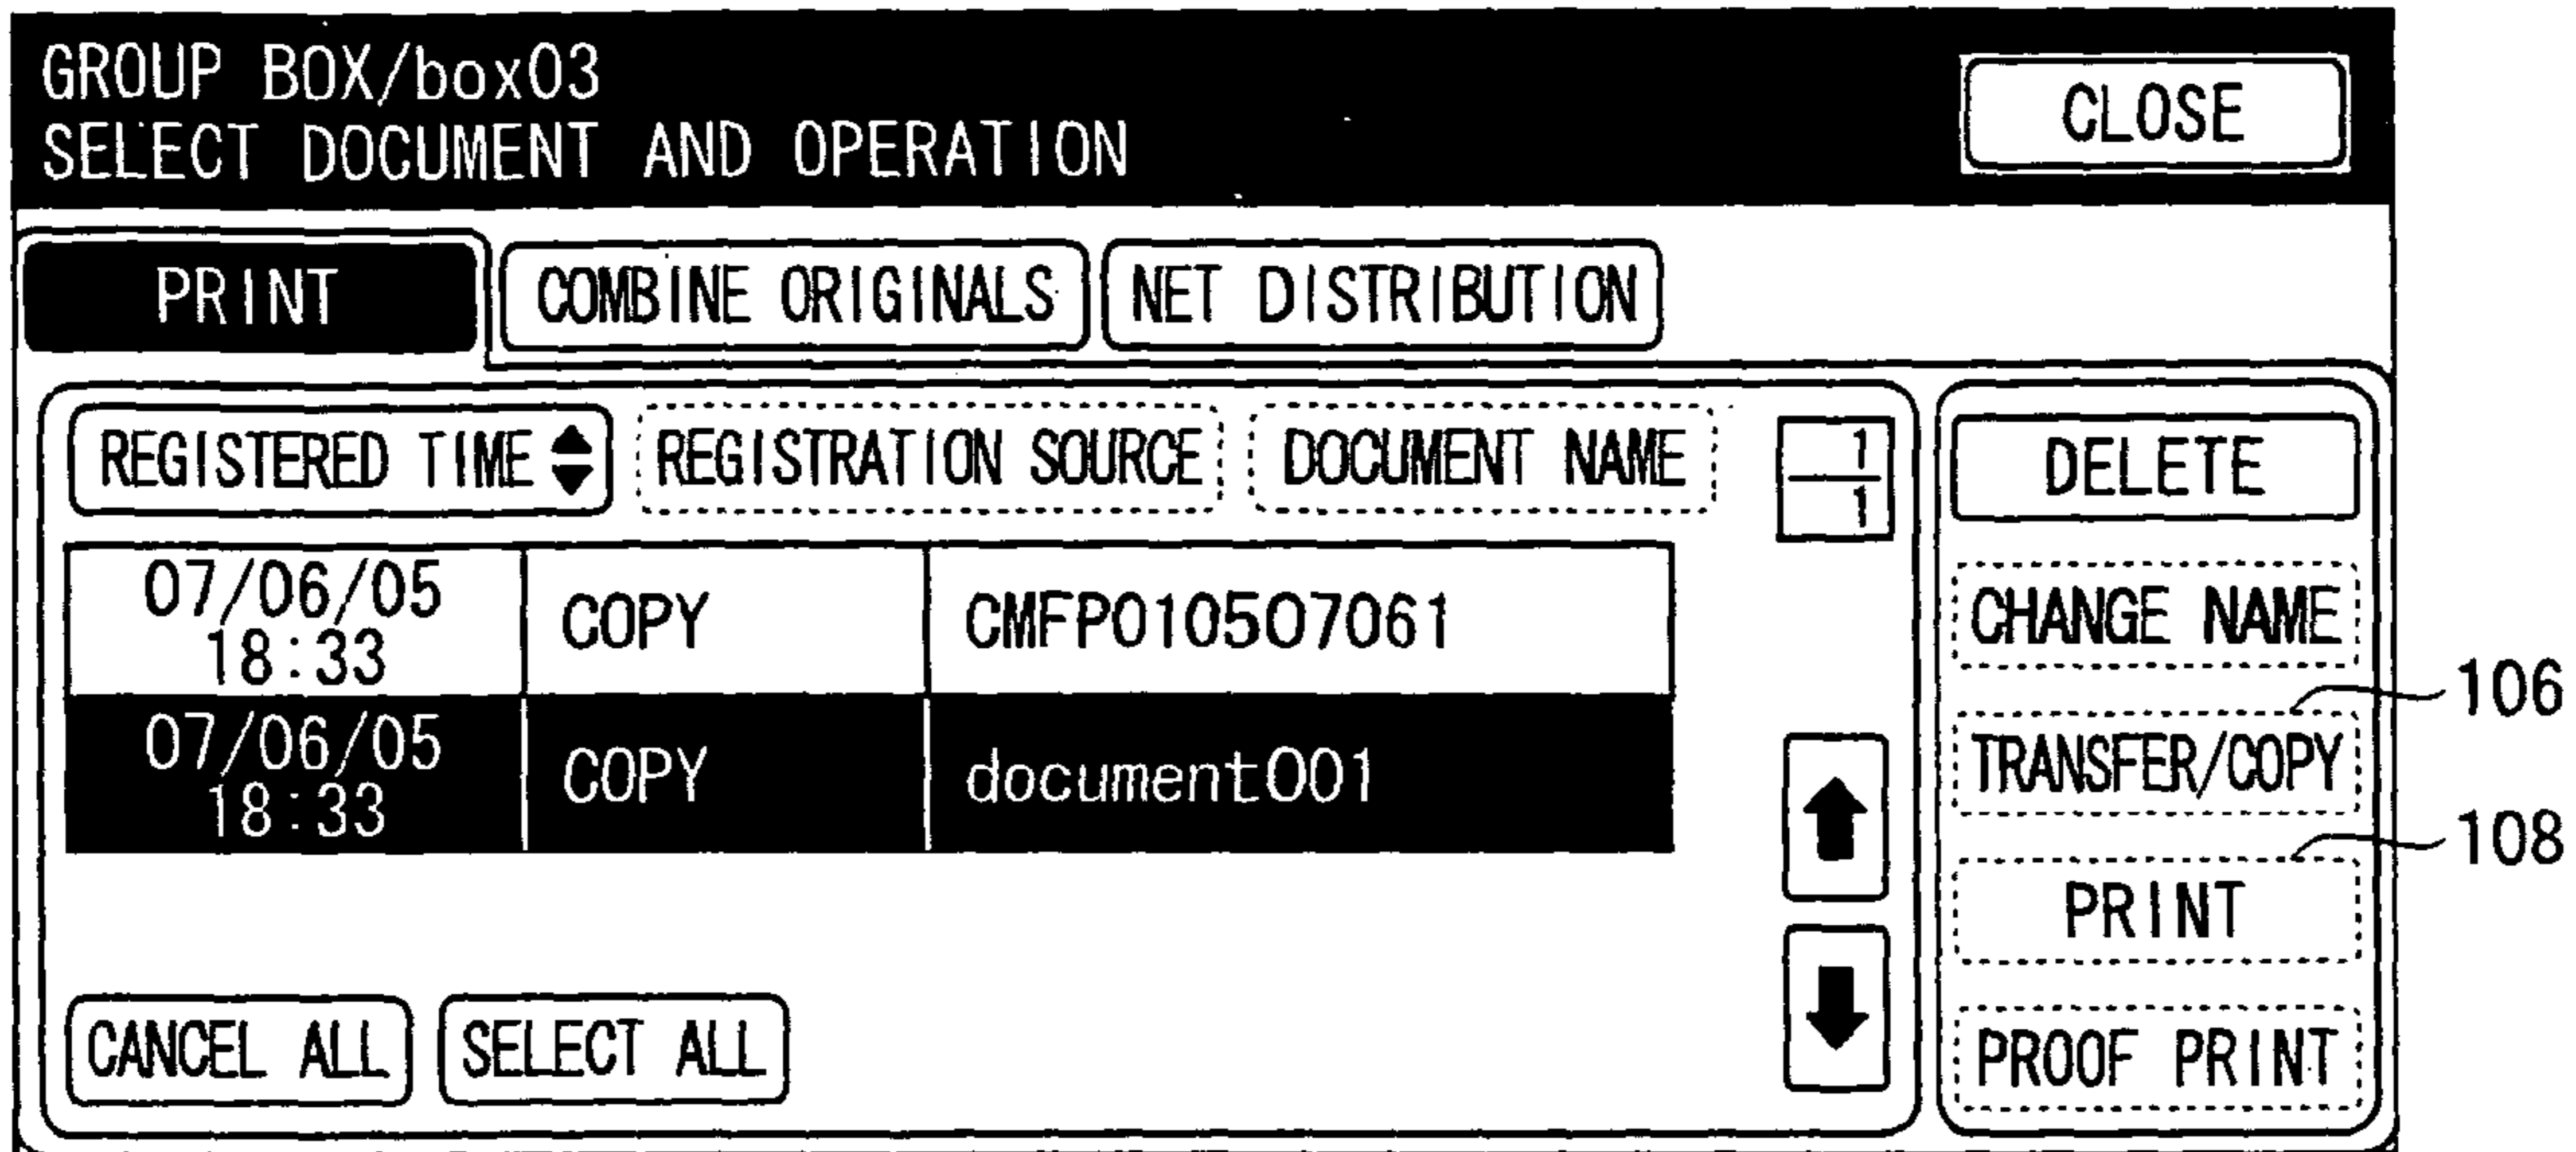 GROUP BOX/box03
SELECT DOCUMENT AND OPERATION
CLOSE
PRINT
COMBINE ORIGINALS
NET DISTRIBUTION
REGISTERED TIME
REGISTRATION SOURCE
DOCUMENT NAME
1
1
07/06/05
18:33
COPY
CMFP010507061
07/06/05
18:33
COPY
document001
CANCEL ALL
SELECT ALL
DELETE
CHANGE NAME
106
TRANSFER/COPY
108
PRINT
PROOF PRINT